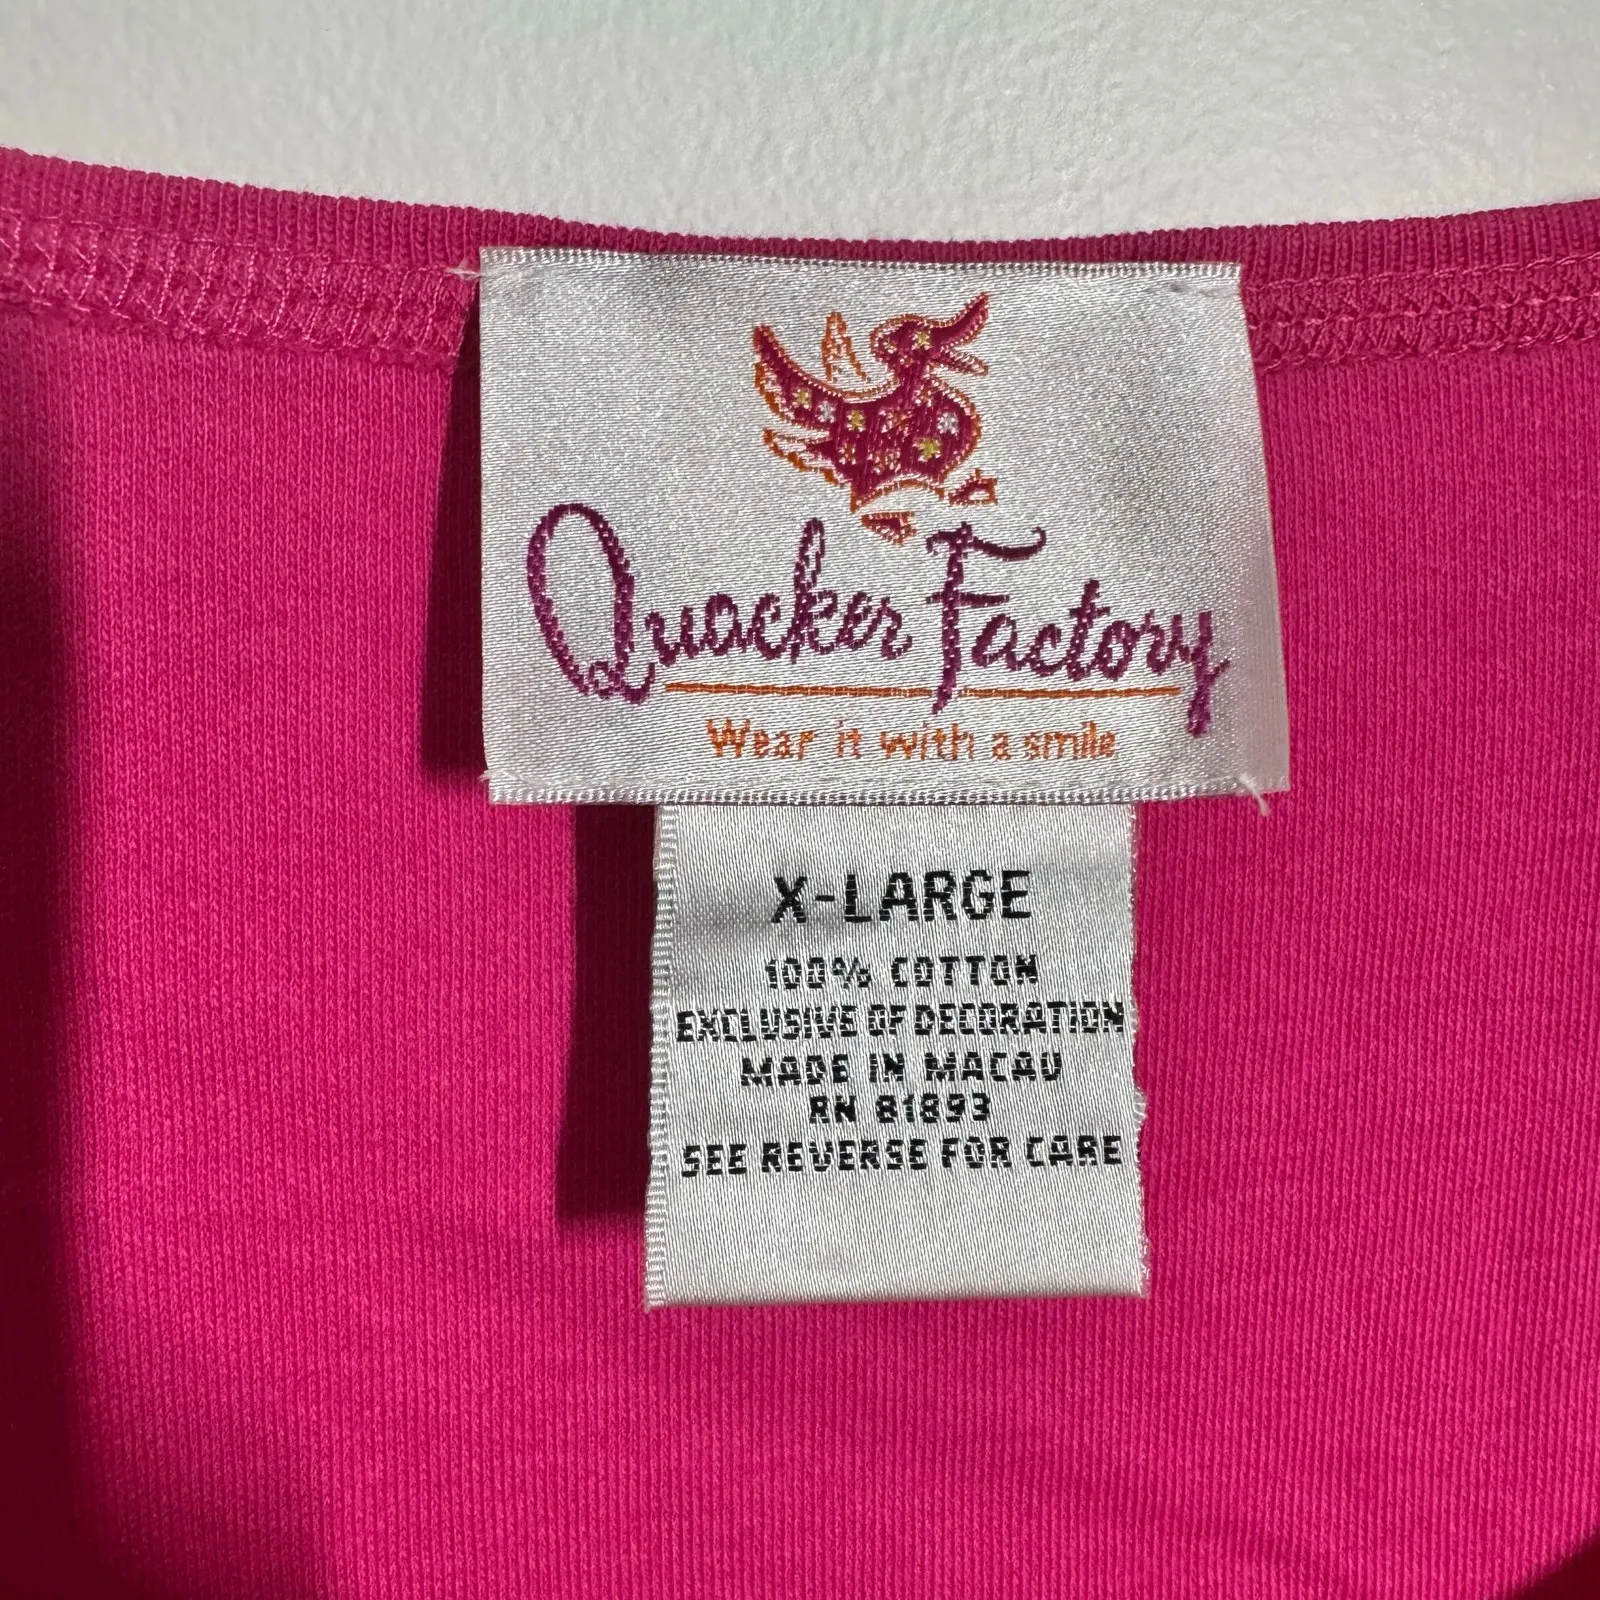 Quacker Factory
Wear it with a smile
X-LARGE
100% COTTON
EXCLUSIVE OF DECORATION
MADE IN MACAU
RN 81893
SEE REVERSE FOR CARE